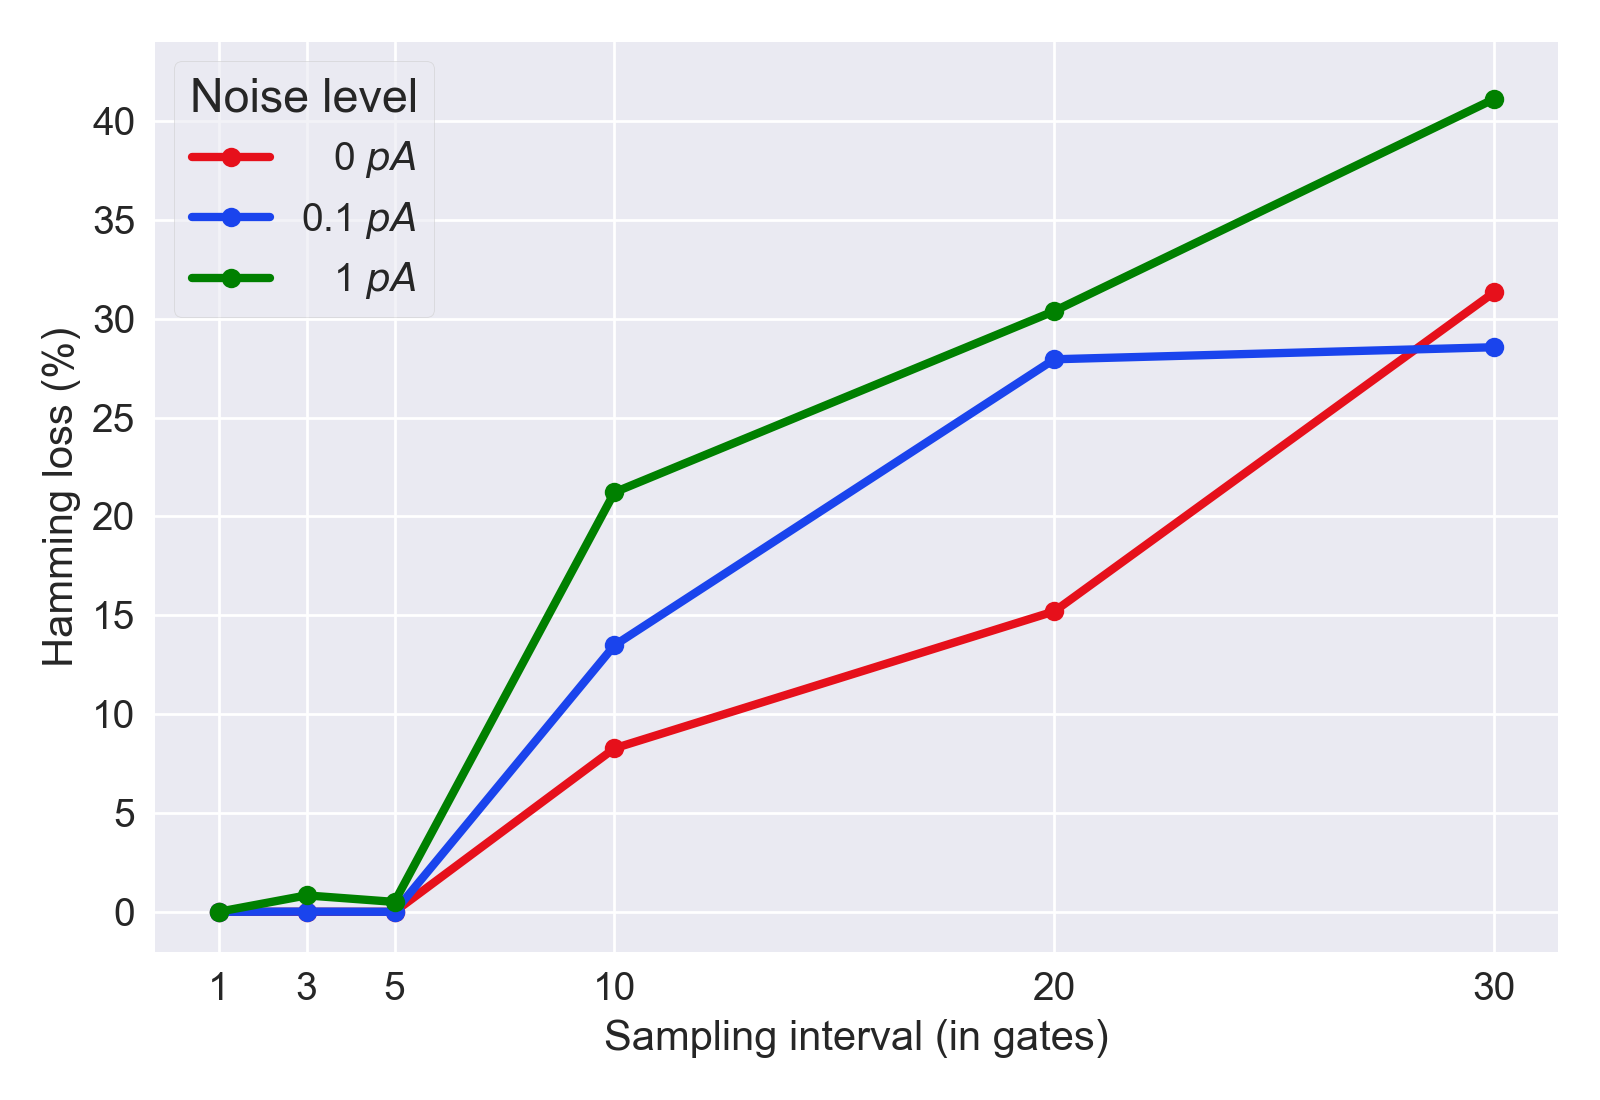 Noise level
0 pA
0.1 pA
1 pA
Hamming loss (%)
40
35
30
25
20
15
10
5
0
1 3 5 10 20 30
Sampling interval (in gates)